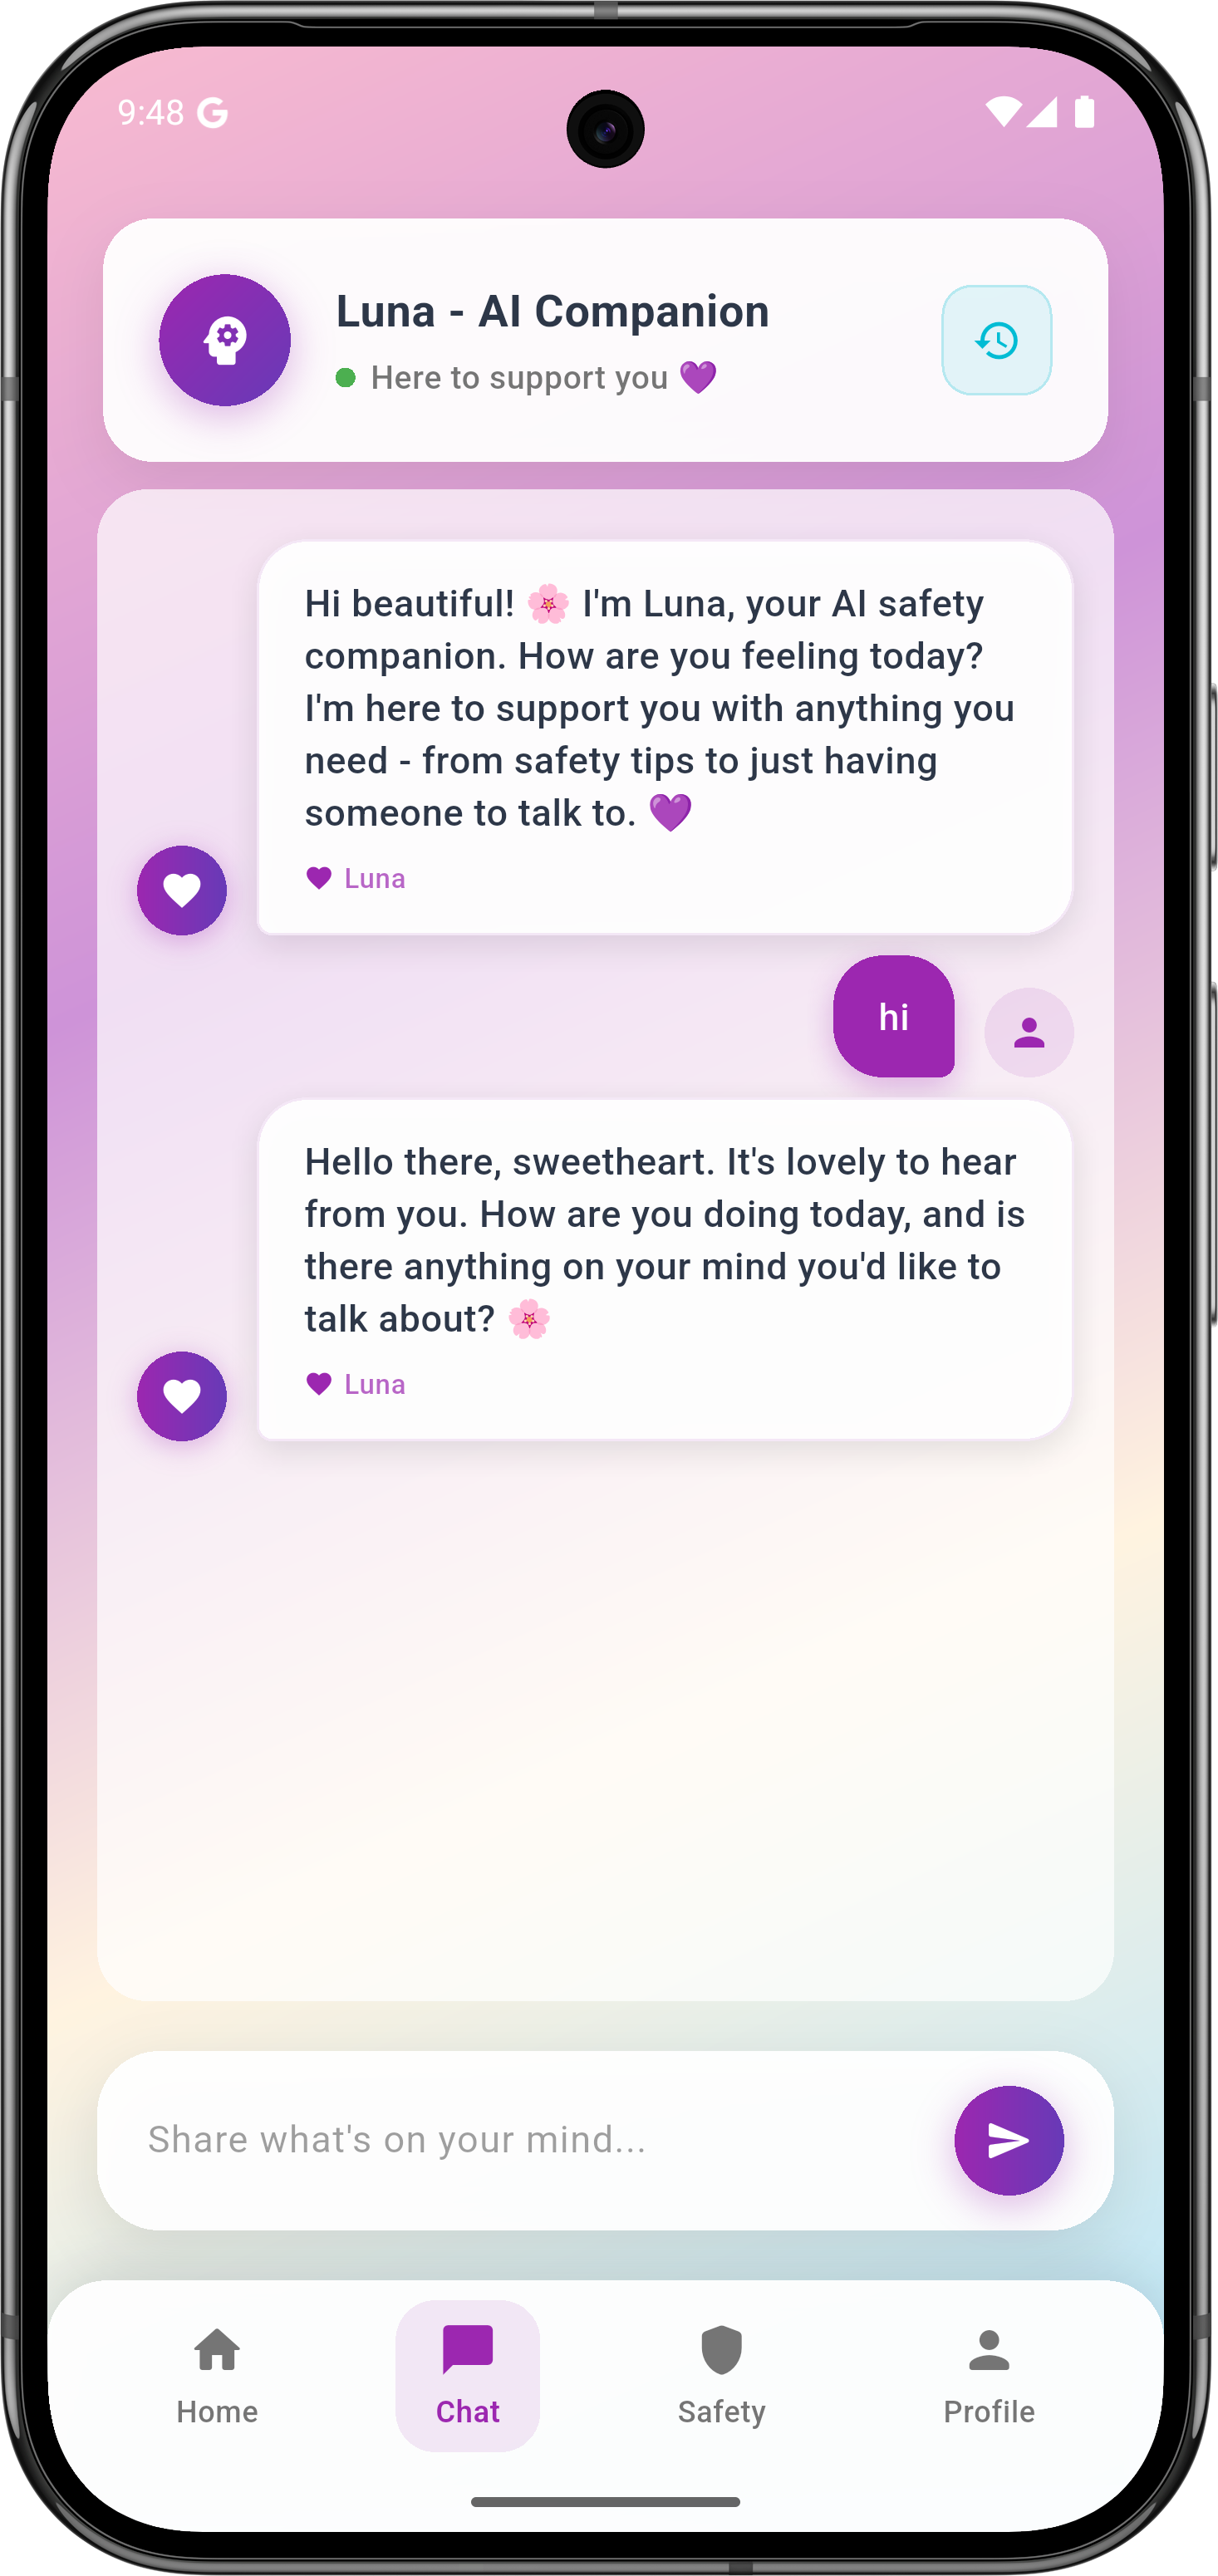 9:48
Luna - AI Companion
Here to support you 💜
Hi beautiful! 🌸 I'm Luna, your AI safety
companion. How are you feeling today?
I'm here to support you with anything you
need - from safety tips to just having
someone to talk to. 💜
Luna
hi
Hello there, sweetheart. It's lovely to hear
from you. How are you doing today, and is
there anything on your mind you'd like to
talk about? 🌸
Luna
Share what's on your mind...
Home
Chat
Safety
Profile